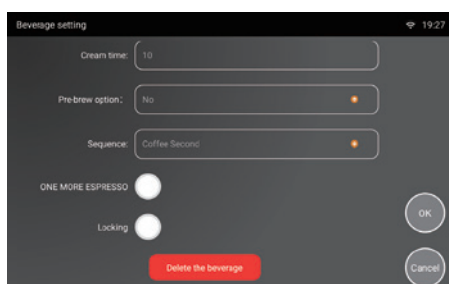 Beverage setting 19:27
Cream time: 10
Pre-brew option: No
Sequence: Coffee Second
ONE MORE ESPRESSO
Locking
OK
Delete the beverage
Cancel